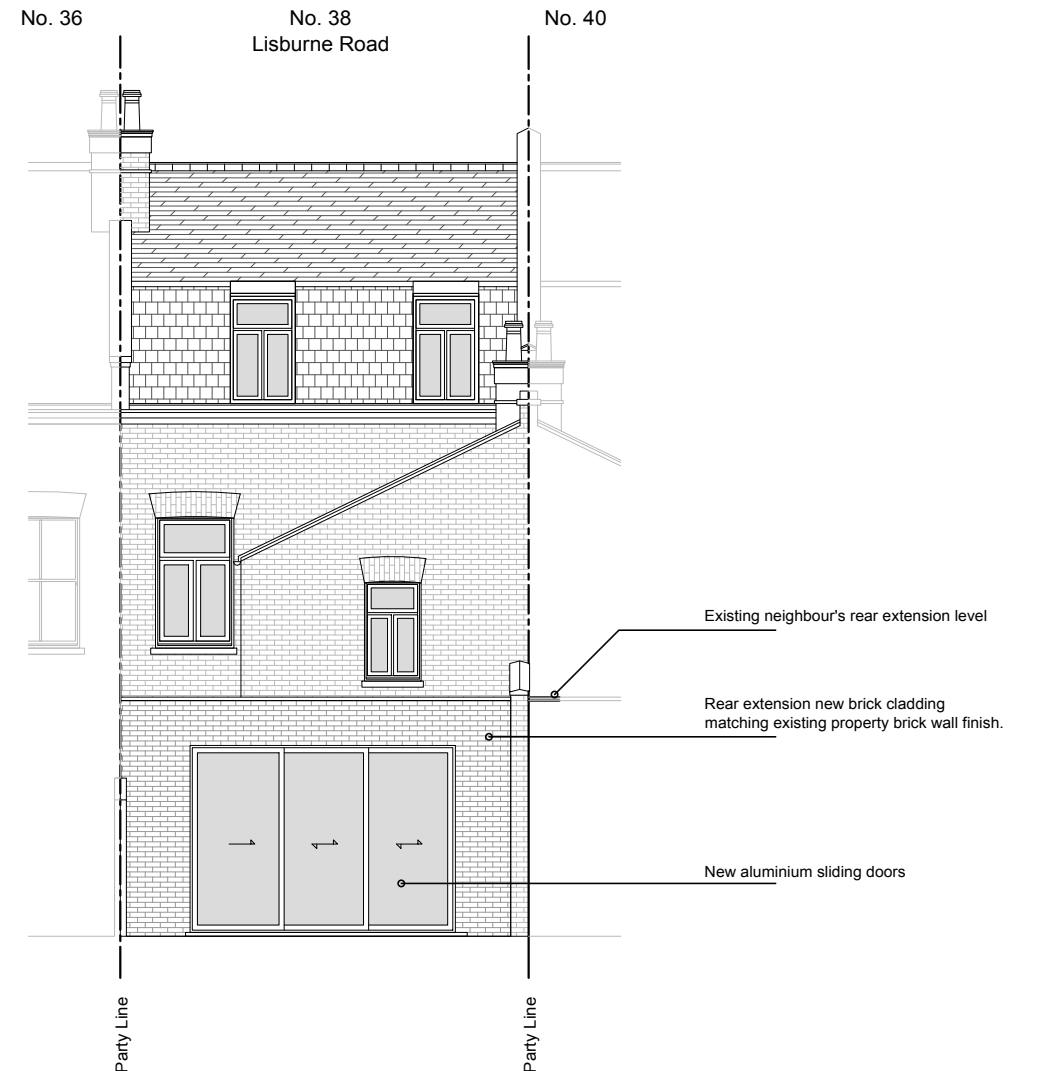 No. 36
No. 38
No. 40
Lisburne Road
Existing neighbour's rear extension level
Rear extension new brick cladding
matching existing property brick wall finish.
New aluminium sliding doors
Party Line
Party Line